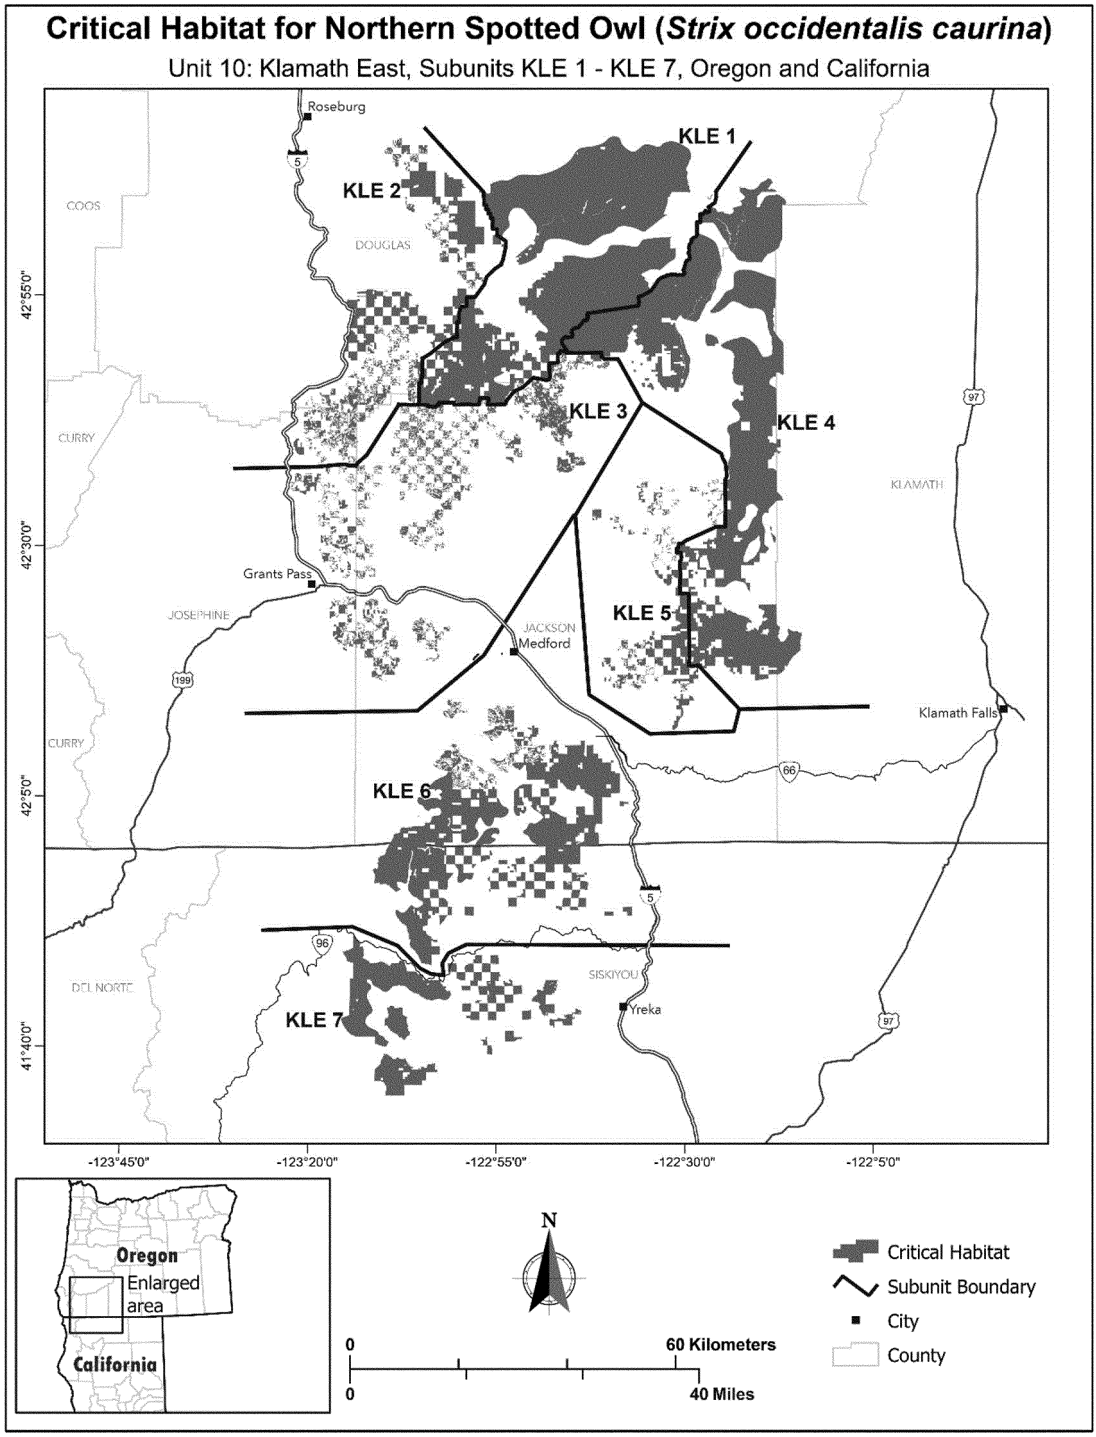 Critical Habitat for Northern Spotted Owl (Strix occidentalis caurina)
Unit 10: Klamath East, Subunits KLE 1 - KLE 7, Oregon and California
Roseburg
KLE 1
5
KLE 2
COOS
DOUGLAS
42°55'0"
97
KLE 3
KLE 4
CURRY
KLAMATH
42°30'0"
Grants Pass
JOSEPHINE
KLE 5
JACKSON
Medford
199
Klamath Falls
CURRY
66
KLE 6
42°5'0"
5
96
SISKIYOU
DEL NORTE
Yreka
KLE 7
97
41°40'0"
-123°45'0"
-123°20'0"
-122°55'0"
-122°30'0"
-122°5'0"
Oregon
Enlarged
area
California
N
0
60 Kilometers
0
40 Miles
Critical Habitat
Subunit Boundary
City
County